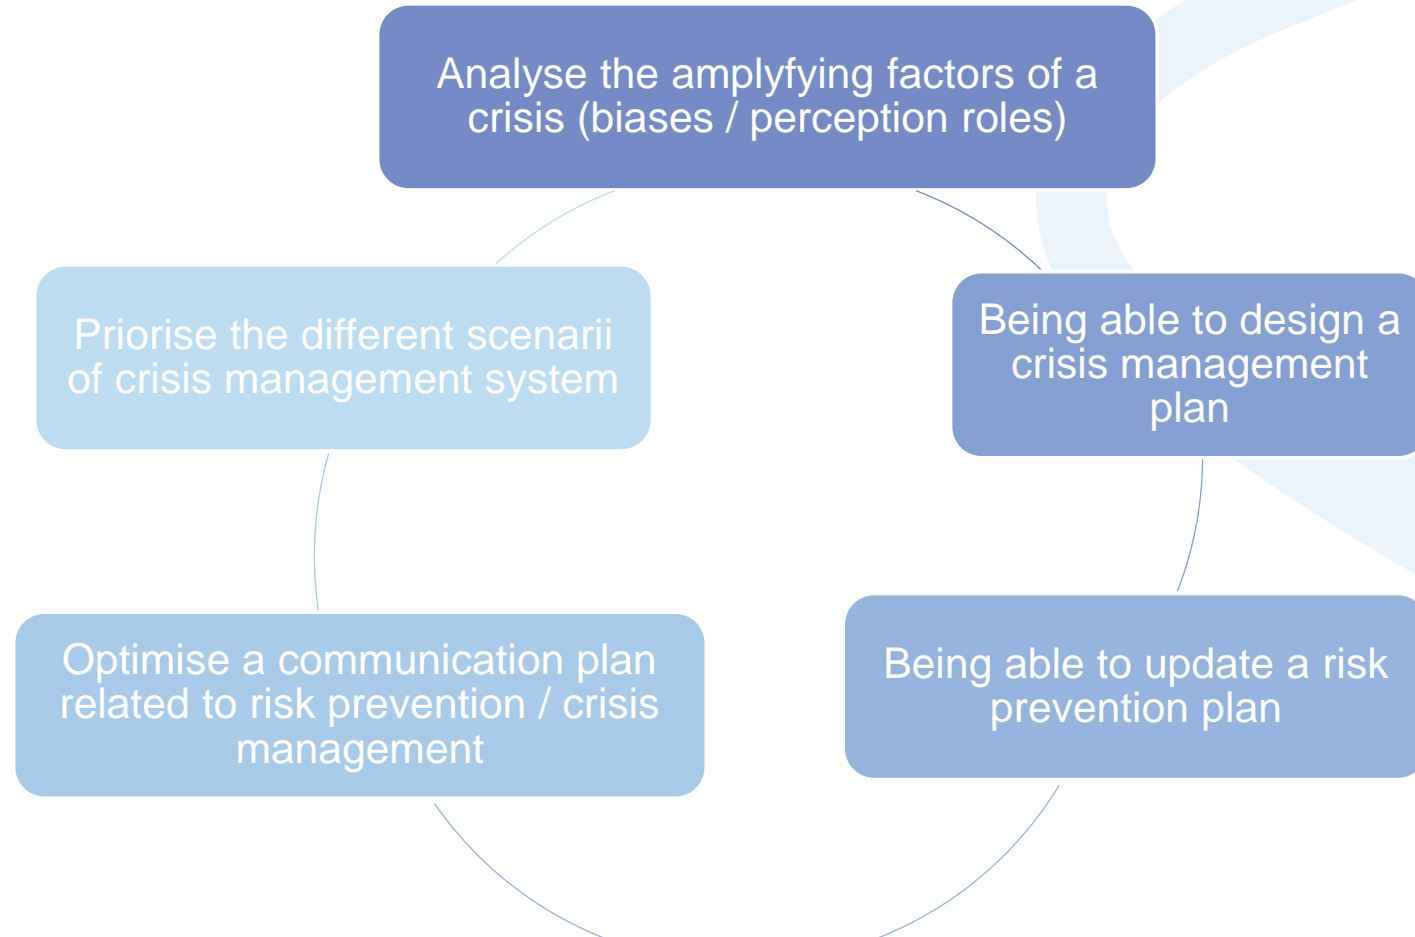 Analyse the amplyfying factors of a
crisis (biases / perception roles)
Being able to design a
crisis management
plan
Being able to update a risk
prevention plan
Optimise a communication plan
related to risk prevention / crisis
management
Priorise the different scenarii
of crisis management system